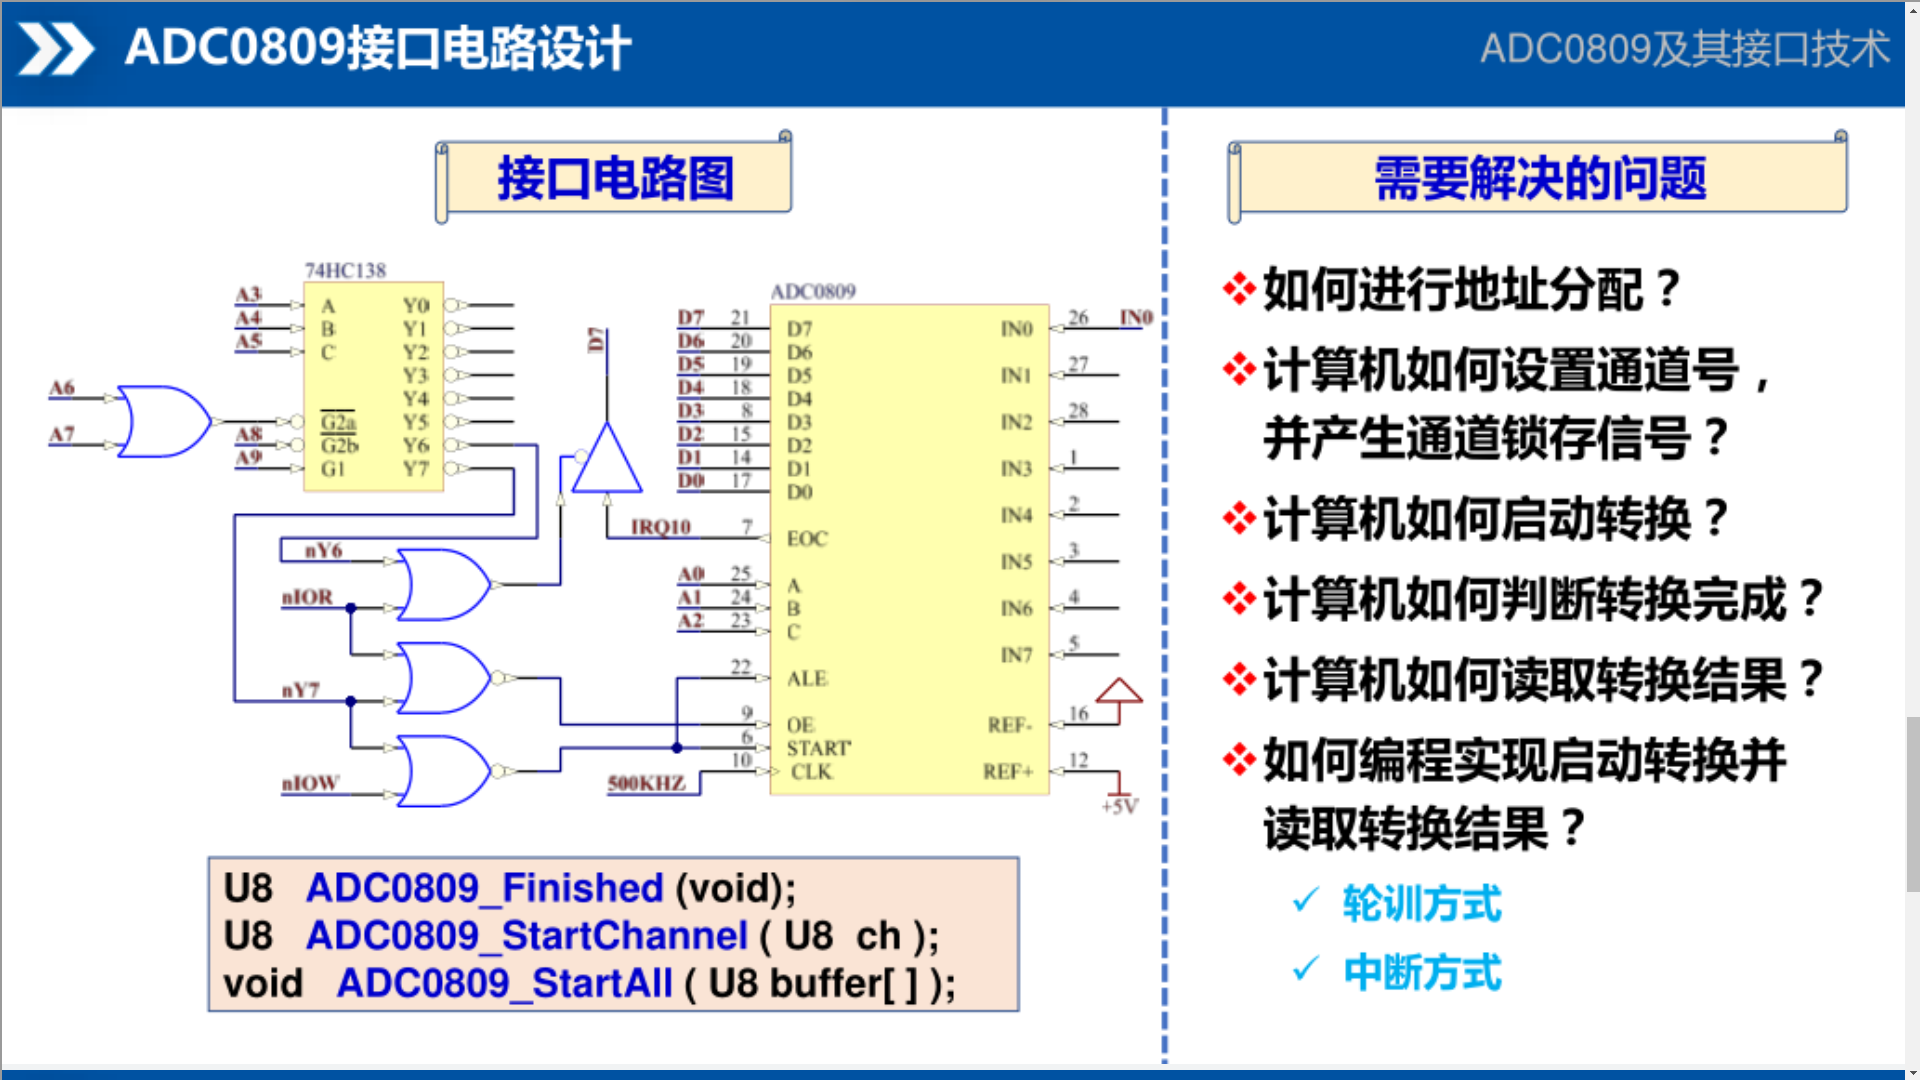 ADC0809接口电路设计
ADC0809及其接口技术
接口电路图
74HC138
A3
A4
A5
A6
A7
A8
A9
A
B
C
G2a
G2b
G1
Y0
Y1
Y2
Y3
Y4
Y5
Y6
Y7
nY6
nIOR
nY7
nIOW
D7
IRQ10
500KHZ
ADC0809
D7 21 D7
D6 20 D6
D5 19 D5
D4 18 D4
D3 8 D3
D2 15 D2
D1 14 D1
D0 17 D0
7 EOC
A0 25 A
A1 24 B
A2 23 C
22 ALE
9 OE
6 START
10 CLK
IN0 26 IN0
IN1 27
IN2 28
IN3 1
IN4 2
IN5 3
IN6 4
IN7 5
REF- 16
REF+ 12
+5V
U8 ADC0809_Finished (void);
U8 ADC0809_StartChannel ( U8 ch );
void ADC0809_StartAll ( U8 buffer[ ] );
需要解决的问题
❖如何进行地址分配？
❖计算机如何设置通道号，
并产生通道锁存信号？
❖计算机如何启动转换？
❖计算机如何判断转换完成？
❖计算机如何读取转换结果？
❖如何编程实现启动转换并
读取转换结果？
✓ 轮训方式
✓ 中断方式